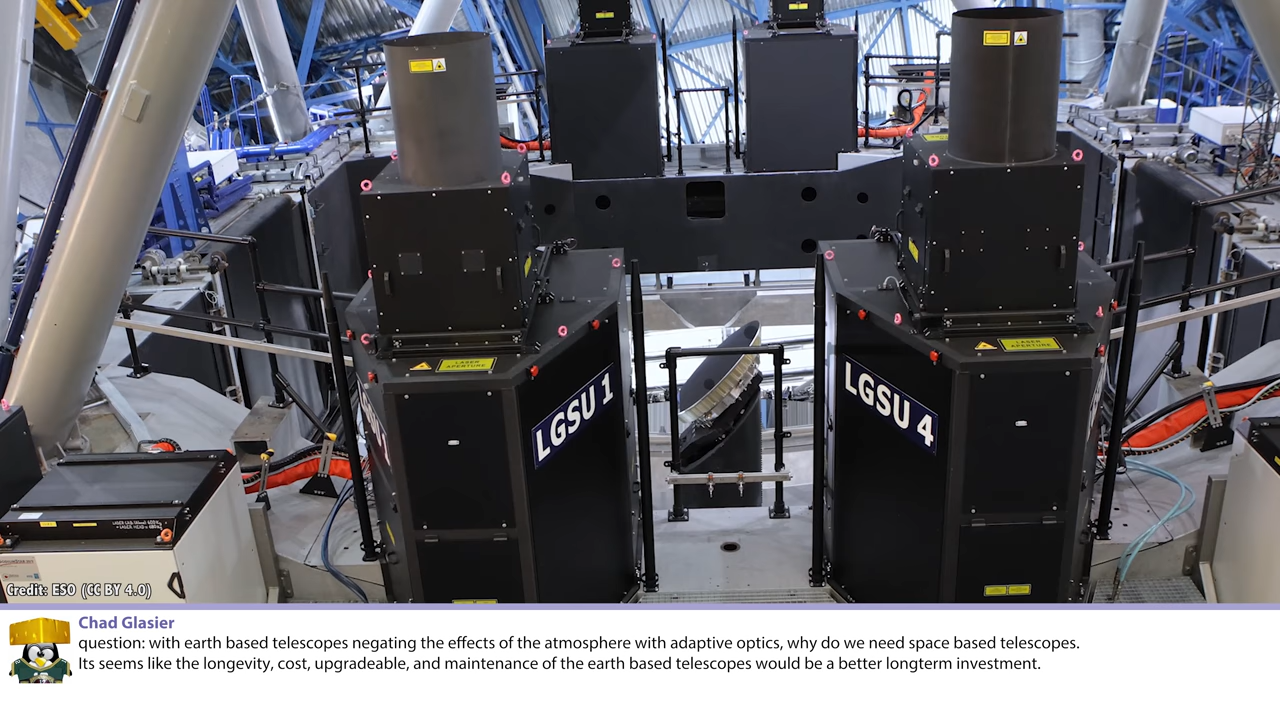 LASER
APERTURE
LASER
APERTURE
LGSU 1
LGSU 4
Credit: ESO (CC BY 4.0)
Chad Glasier
question: with earth based telescopes negating the effects of the atmosphere with adaptive optics, why do we need space based telescopes.
Its seems like the longevity, cost, upgradeable, and maintenance of the earth based telescopes would be a better longterm investment.